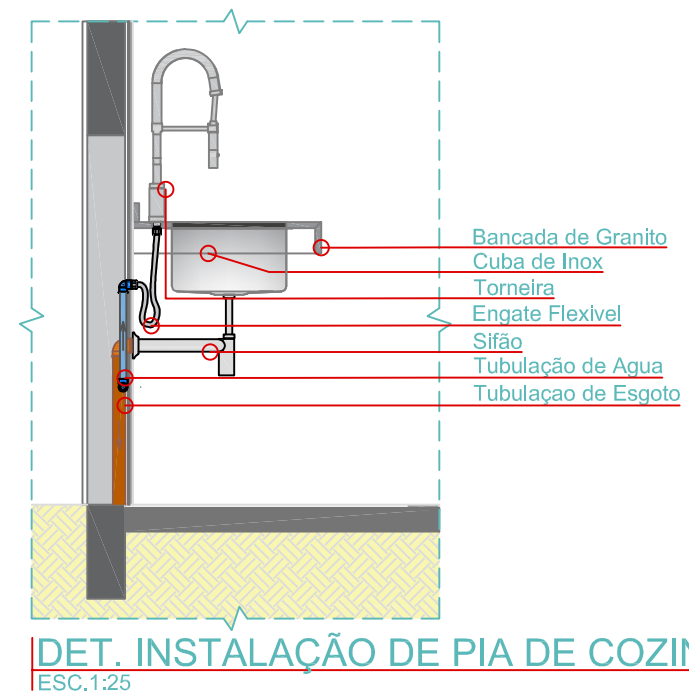 Bancada de Granito
Cuba de Inox
Torneira
Engate Flexivel
Sifão
Tubulação de Agua
Tubulaçao de Esgoto
DET. INSTALAÇÃO DE PIA DE
ESC.1:25